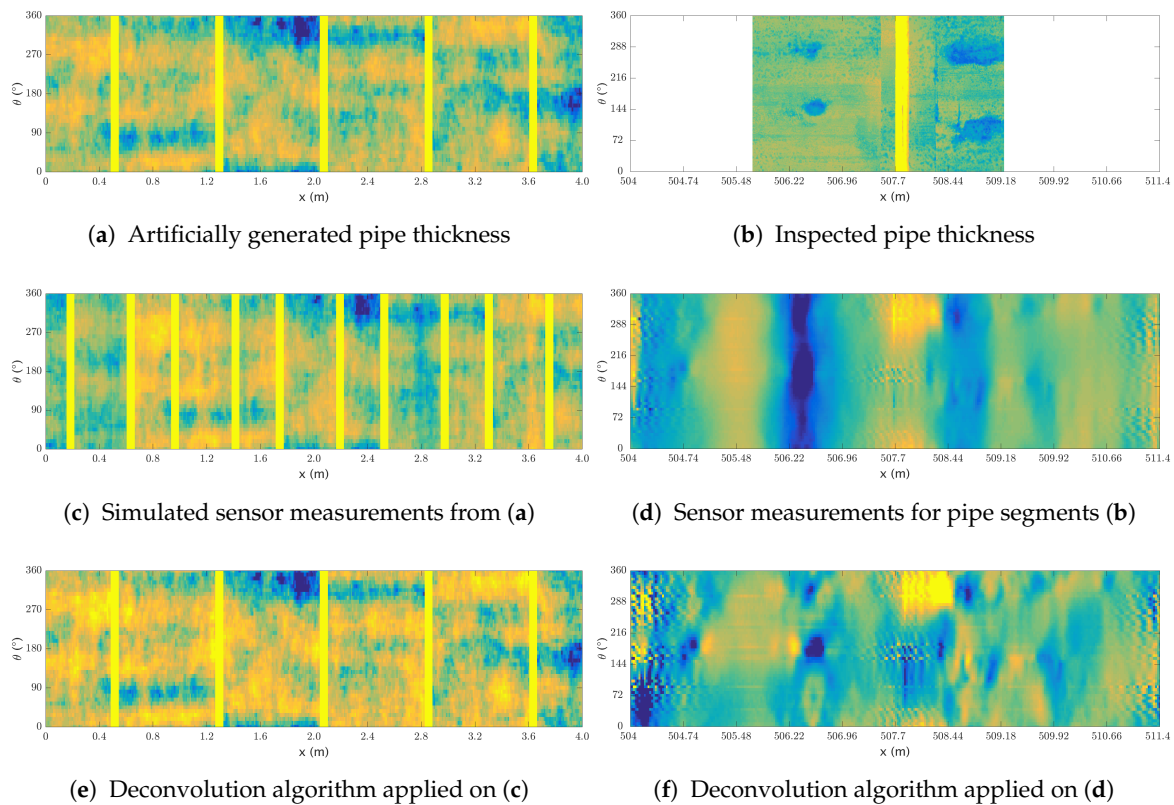 360
270
180
90
0
θ (°)
0 0.4 0.8 1.2 1.6 2.0 2.4 2.8 3.2 3.6 4.0
x (m)
(a) Artificially generated pipe thickness
360
288
216
144
72
0
θ (°)
504 504.74 505.48 506.22 506.96 507.7 508.44 509.18 509.92 510.66 511.4
x (m)
(b) Inspected pipe thickness
360
270
180
90
0
θ (°)
0 0.4 0.8 1.2 1.6 2.0 2.4 2.8 3.2 3.6 4.0
x (m)
(c) Simulated sensor measurements from (a)
360
288
216
144
72
0
θ (°)
504 504.74 505.48 506.22 506.96 507.7 508.44 509.18 509.92 510.66 511.4
x (m)
(d) Sensor measurements for pipe segments (b)
360
270
180
90
0
θ (°)
0 0.4 0.8 1.2 1.6 2.0 2.4 2.8 3.2 3.6 4.0
x (m)
(e) Deconvolution algorithm applied on (c)
360
288
216
144
72
0
θ (°)
504 504.74 505.48 506.22 506.96 507.7 508.44 509.18 509.92 510.66 511.4
x (m)
(f) Deconvolution algorithm applied on (d)